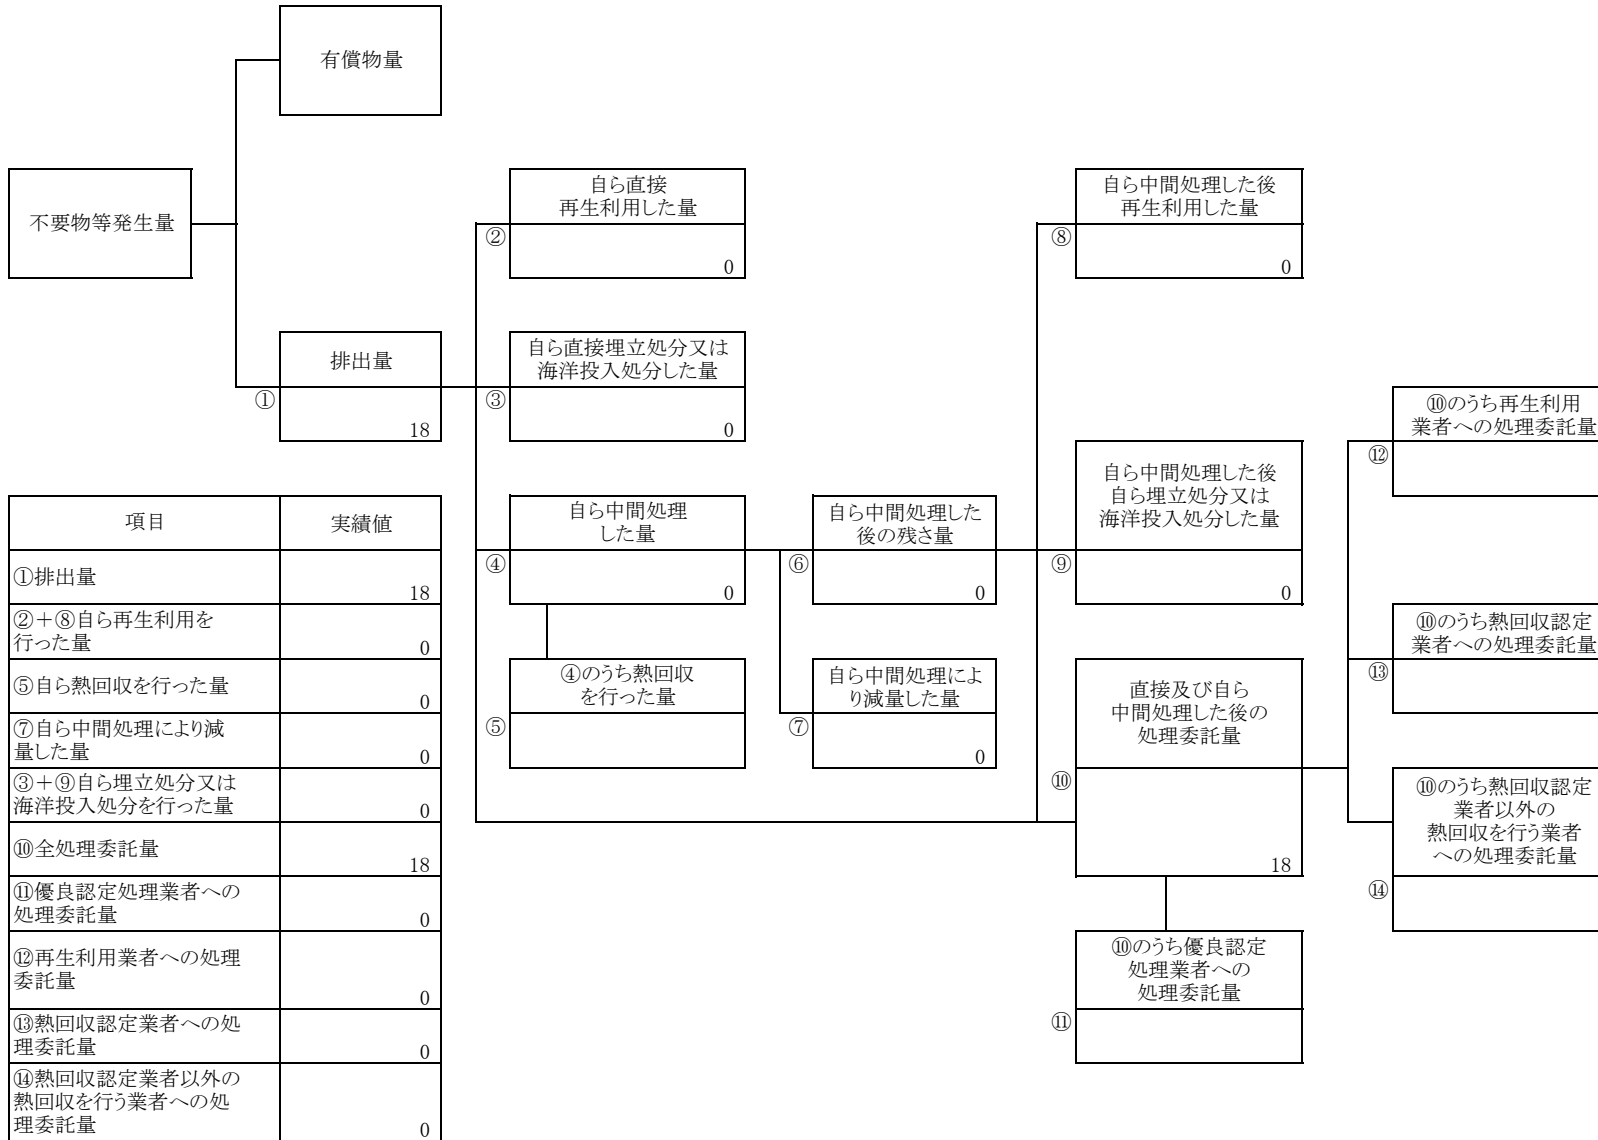 有償物量
不要物等発生量
自ら直接
再生利用した量
②
0
自ら中間処理した後
再生利用した量
⑧
0
排出量
①
18
自ら直接埋立処分又は
海洋投入処分した量
③
0
⑩のうち再生利用
業者への処理委託量
⑫
自ら中間処理
した量
④
0
自ら中間処理した
後の残さ量
⑥
0
自ら中間処理した後
自ら埋立処分又は
海洋投入処分した量
⑨
0
⑩のうち熱回収認定
業者への処理委託量
⑬
④のうち熱回収
を行った量
⑤
自ら中間処理によ
り減量した量
⑦
0
直接及び自ら
中間処理した後の
処理委託量
⑩
18
⑩のうち熱回収認定
業者以外の
熱回収を行う業者
への処理委託量
⑭
⑩のうち優良認定
処理業者への
処理委託量
⑪
項目 実績値
①排出量
18
②+⑧自ら再生利用を
行った量
0
⑤自ら熱回収を行った量
0
⑦自ら中間処理により減
量した量
0
③+⑨自ら埋立処分又は
海洋投入処分を行った量
0
⑩全処理委託量
18
⑪優良認定処理業者への
処理委託量
0
⑫再生利用業者への処理
委託量
0
⑬熱回収認定業者への処
理委託量
0
⑭熱回収認定業者以外の
熱回収を行う業者への処
理委託量
0